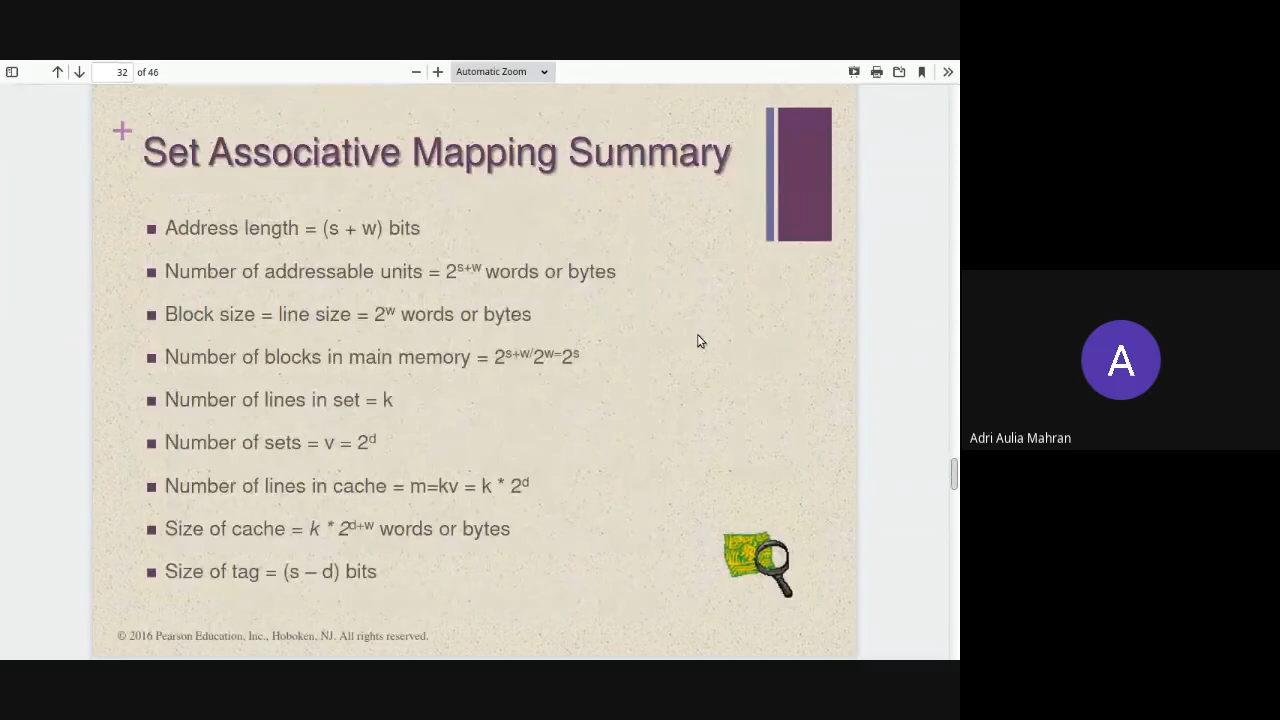 32 of 46
Automatic Zoom
+
Set Associative Mapping Summary
Address length = (s + w) bits
Number of addressable units = 2^s+w words or bytes
Block size = line size = 2^w words or bytes
Number of blocks in main memory = 2^s+w/2^w=2^s
Number of lines in set = k
Number of sets = v = 2^d
Number of lines in cache = m=kv = k * 2^d
Size of cache = k * 2^d+w words or bytes
Size of tag = (s – d) bits
© 2016 Pearson Education, Inc., Hoboken, NJ. All rights reserved.
A
Adri Aulia Mahran